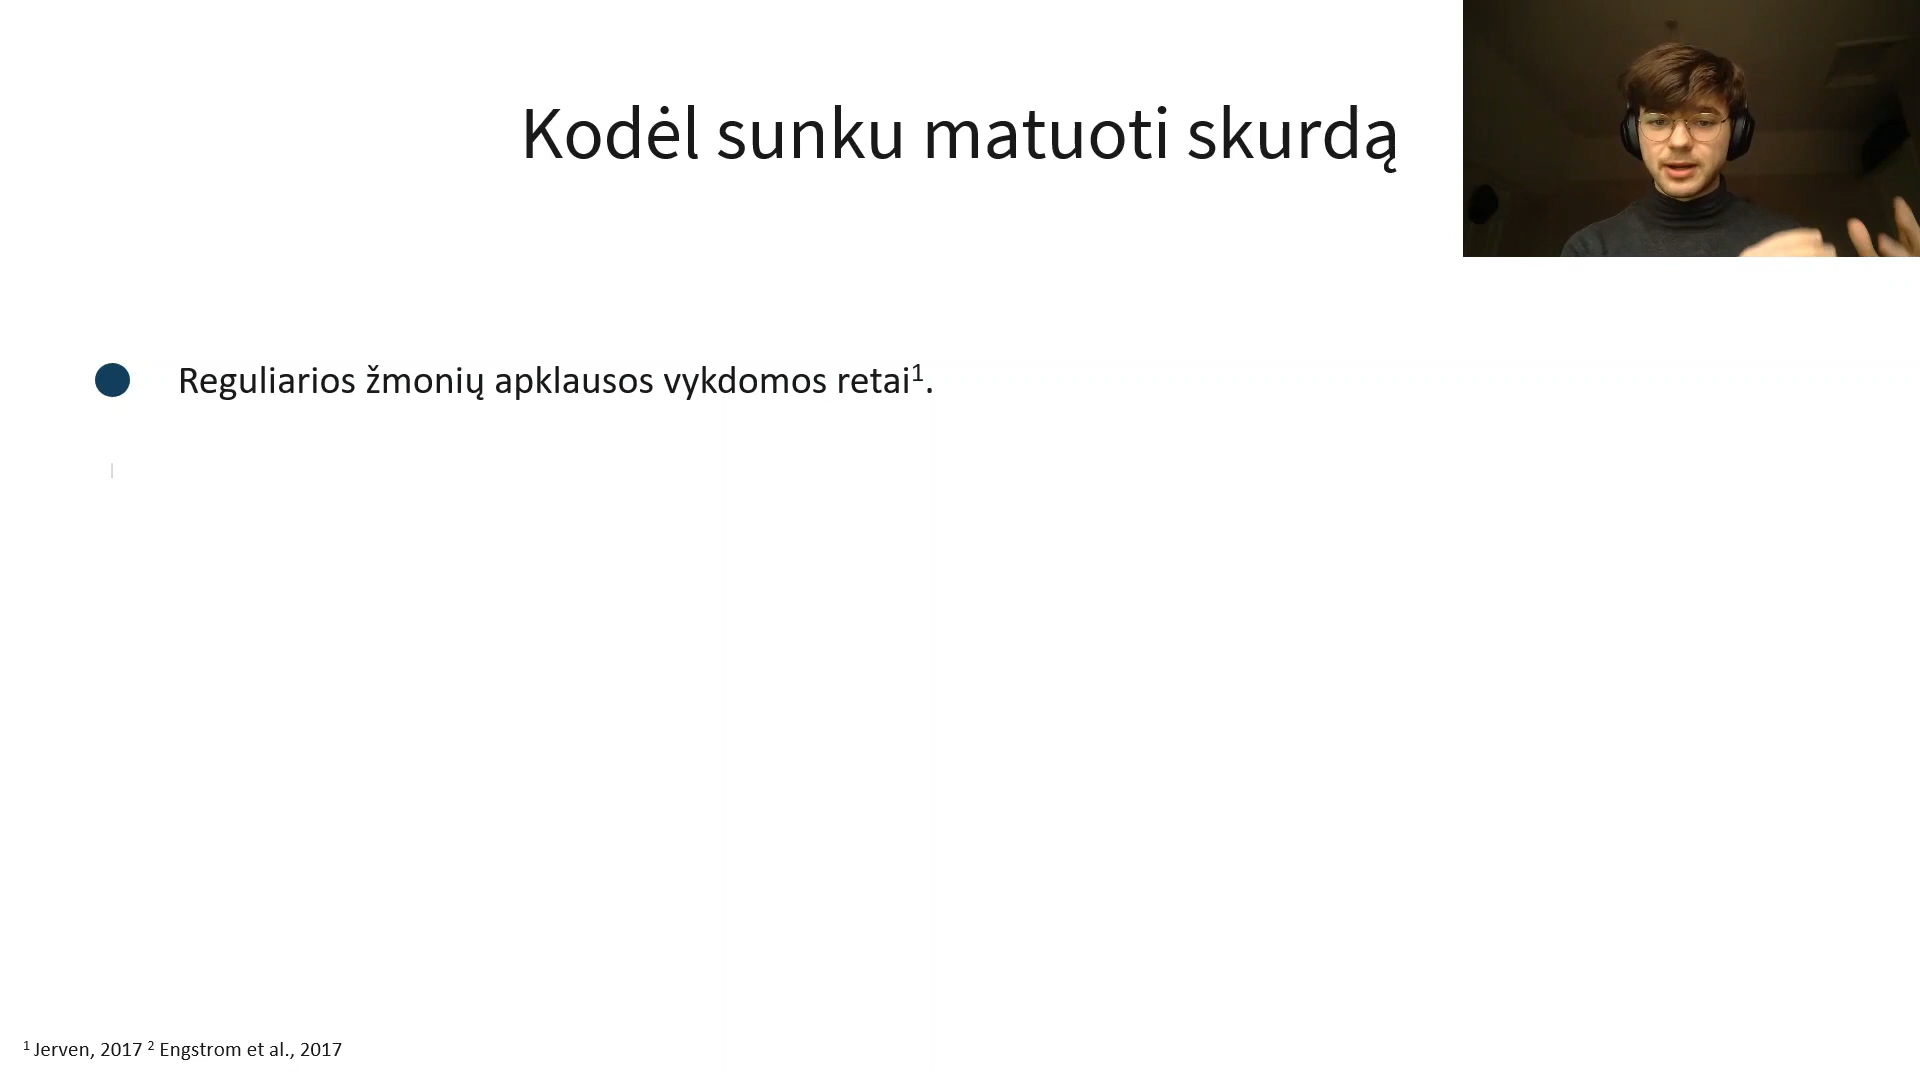 Kodėl sunku matuoti skurdą
Reguliarios žmonių apklausos vykdomos retai¹.
¹ Jerven, 2017 ² Engstrom et al., 2017